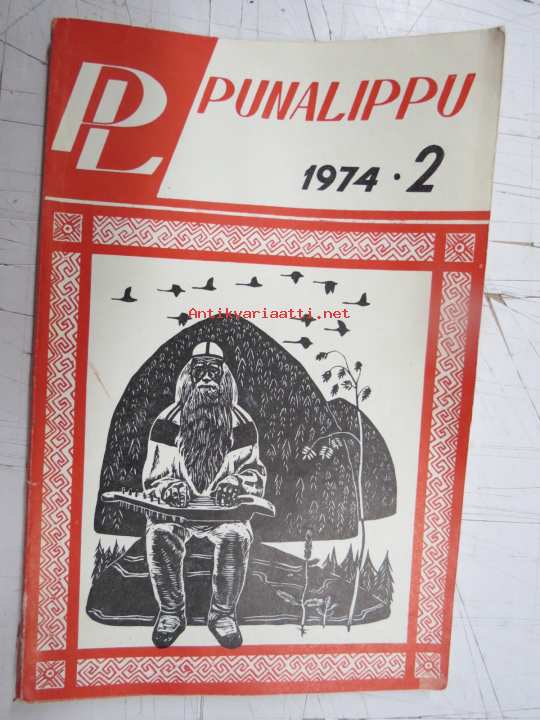 PL PUNALIPPU
1974 · 2
Antikvariaatti.net